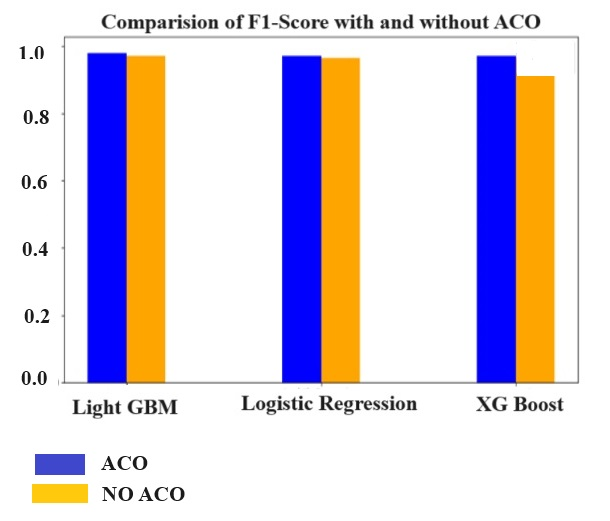 Comparision of F1-Score with and without ACO
1.0
0.8
0.6
0.4
0.2
0.0
Light GBM
Logistic Regression
XG Boost
ACO
NO ACO